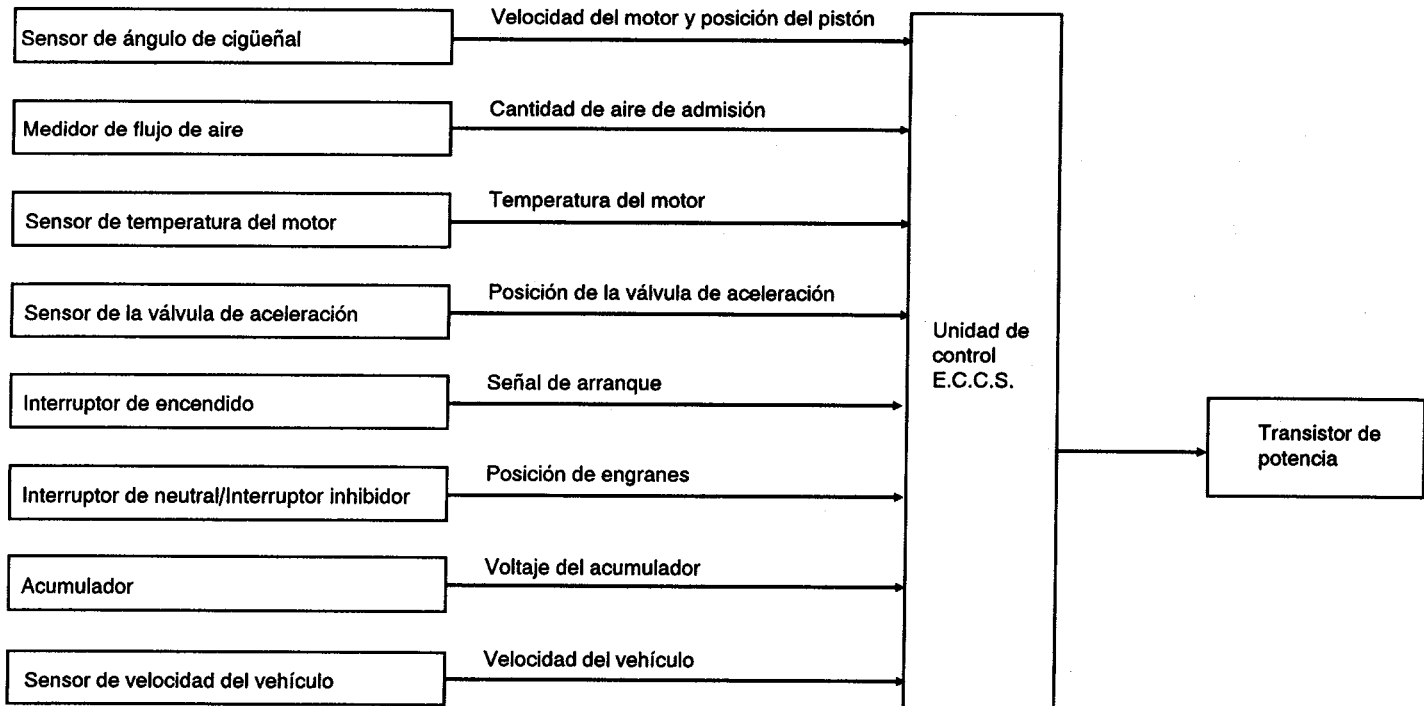 Sensor de ángulo de cigüeñal
Velocidad del motor y posición del pistón
Medidor de flujo de aire
Cantidad de aire de admisión
Sensor de temperatura del motor
Temperatura del motor
Sensor de la válvula de aceleración
Posición de la válvula de aceleración
Interruptor de encendido
Señal de arranque
Interruptor de neutral/Interruptor inhibidor
Posición de engranes
Acumulador
Voltaje del acumulador
Sensor de velocidad del vehículo
Velocidad del vehículo
Unidad de
control
E.C.C.S.
Transistor de
potencia